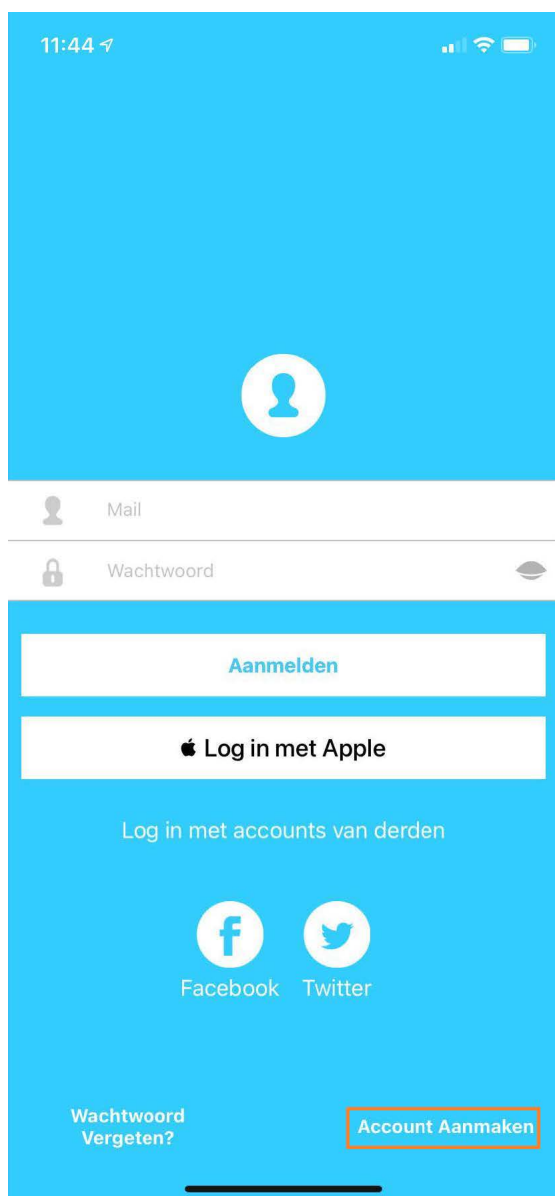 11:44
Mail
Wachtwoord
Aanmelden
Log in met Apple
Log in met accounts van derden
Facebook Twitter
Wachtwoord
Vergeten?
Account Aanmaken